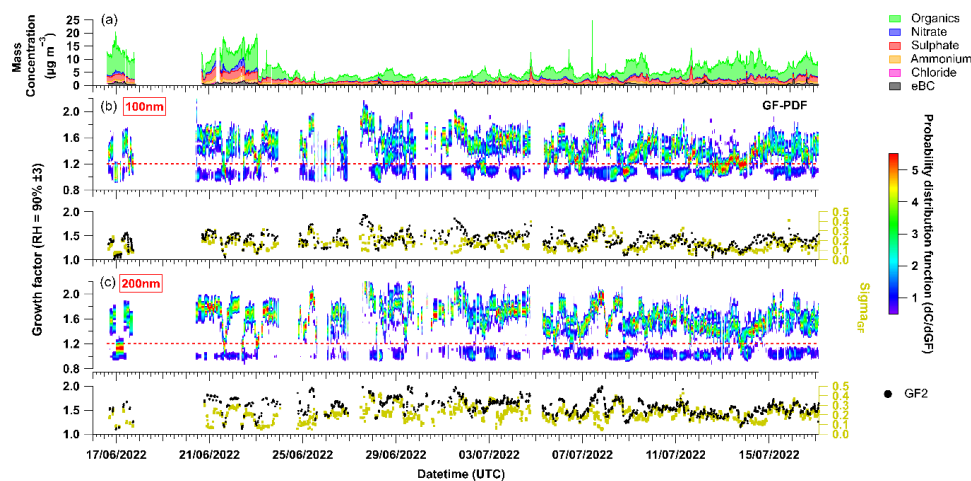 (a)
Mass
Concentration
(µg m⁻³)
25
20
15
10
5
0
Organics
Nitrate
Sulphate
Ammonium
Chloride
eBC
(b)
100nm
GF-PDF
2.0
1.6
1.2
0.8
2.0
1.5
1.0
0.5
0.4
0.3
0.2
0.1
0.0
Growth factor (RH = 90% ±3)
(c)
200nm
2.0
1.6
1.2
0.8
2.0
1.5
1.0
0.5
0.4
0.3
0.2
0.1
0.0
Sigma_GF
5
4
3
2
1
Probability distribution function (dC/dGF)
GF2
17/06/2022 21/06/2022 25/06/2022 29/06/2022 03/07/2022 07/07/2022 11/07/2022 15/07/2022
Datetime (UTC)